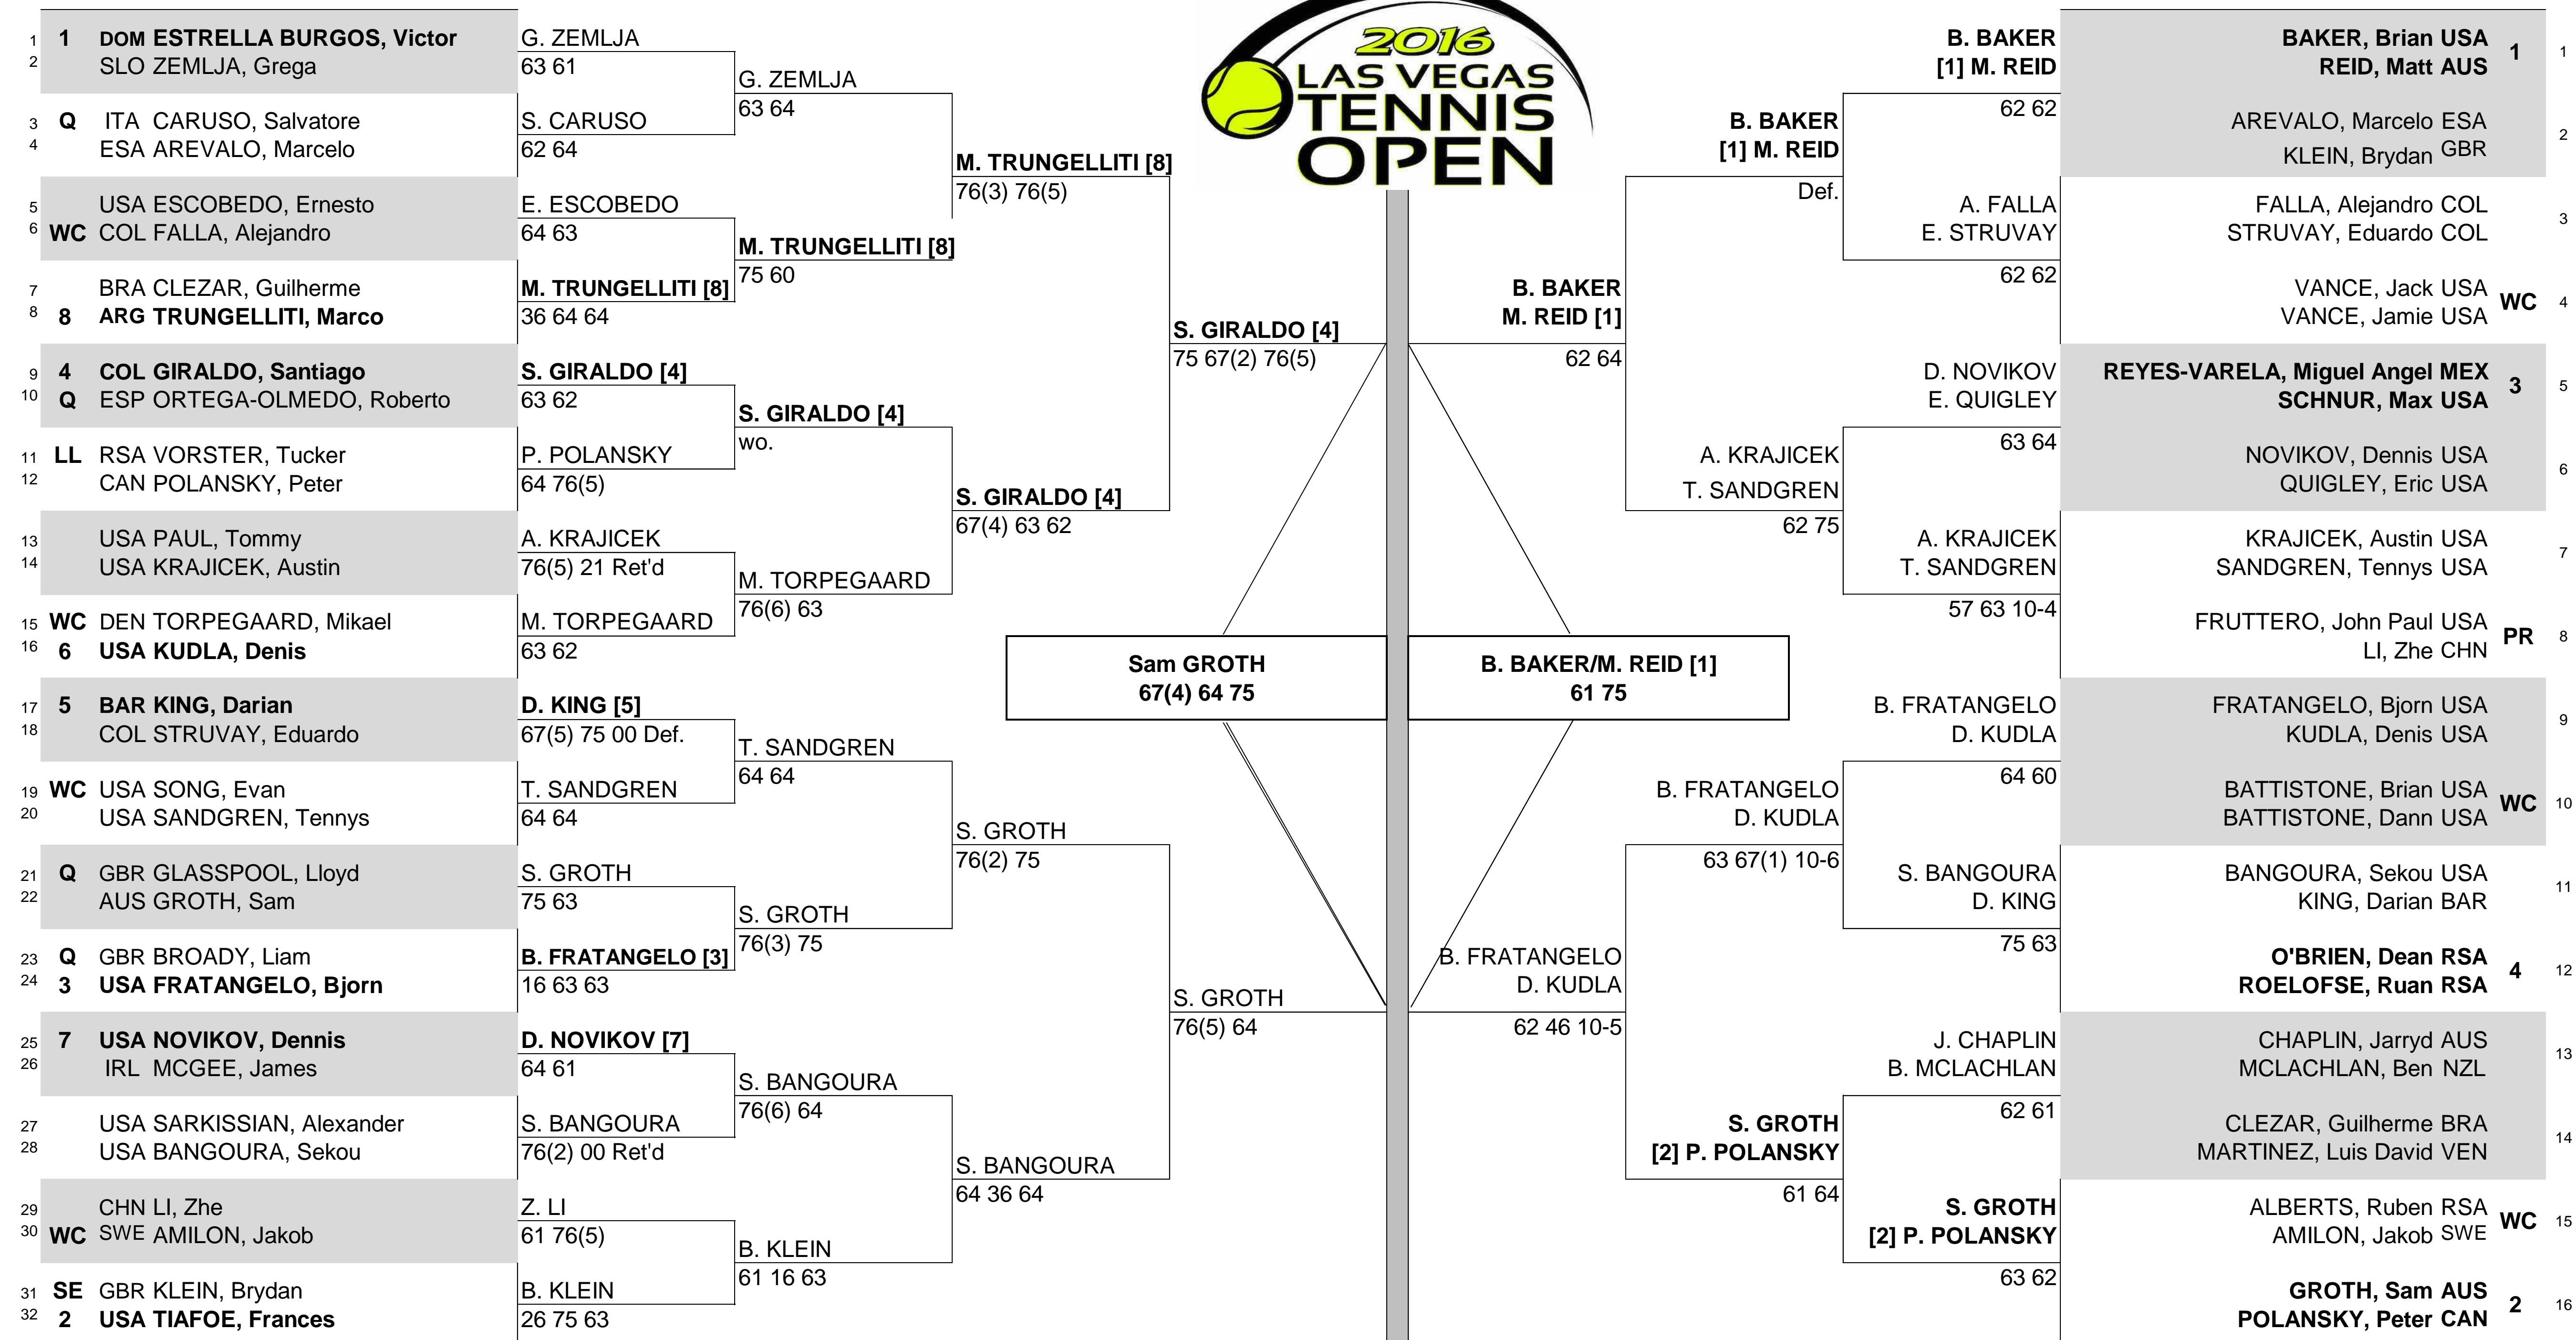 2016
LAS VEGAS
TENNIS
OPEN
1 1 DOM ESTRELLA BURGOS, Victor
2 SLO ZEMLJA, Grega
3 Q ITA CARUSO, Salvatore
4 ESA AREVALO, Marcelo
5 USA ESCOBEDO, Ernesto
6 WC COL FALLA, Alejandro
7 BRA CLEZAR, Guilherme
8 8 ARG TRUNGELLITI, Marco
9 4 COL GIRALDO, Santiago
10 Q ESP ORTEGA-OLMEDO, Roberto
11 LL RSA VORSTER, Tucker
12 CAN POLANSKY, Peter
13 USA PAUL, Tommy
14 USA KRAJICEK, Austin
15 WC DEN TORPEGAARD, Mikael
16 6 USA KUDLA, Denis
17 5 BAR KING, Darian
18 COL STRUVAY, Eduardo
19 WC USA SONG, Evan
20 USA SANDGREN, Tennys
21 Q GBR GLASSPOOL, Lloyd
22 AUS GROTH, Sam
23 Q GBR BROADY, Liam
24 3 USA FRATANGELO, Bjorn
25 7 USA NOVIKOV, Dennis
26 IRL MCGEE, James
27 USA SARKISSIAN, Alexander
28 USA BANGOURA, Sekou
29 CHN LI, Zhe
30 WC SWE AMILON, Jakob
31 SE GBR KLEIN, Brydan
32 2 USA TIAFOE, Frances
G. ZEMLJA
63 61
S. CARUSO
62 64
E. ESCOBEDO
64 63
M. TRUNGELLITI [8]
36 64 64
S. GIRALDO [4]
63 62
P. POLANSKY
64 76(5)
A. KRAJICEK
76(5) 21 Ret'd
M. TORPEGAARD
63 62
D. KING [5]
67(5) 75 00 Def.
T. SANDGREN
64 64
S. GROTH
75 63
B. FRATANGELO [3]
16 63 63
D. NOVIKOV [7]
64 61
S. BANGOURA
76(2) 00 Ret'd
Z. LI
61 76(5)
B. KLEIN
26 75 63
G. ZEMLJA
63 64
M. TRUNGELLITI [8]
75 60
S. GIRALDO [4]
wo.
M. TORPEGAARD
76(6) 63
T. SANDGREN
64 64
S. GROTH
76(3) 75
S. BANGOURA
76(6) 64
B. KLEIN
61 16 63
M. TRUNGELLITI [8]
76(3) 76(5)
S. GIRALDO [4]
67(4) 63 62
S. GROTH
76(2) 75
S. BANGOURA
64 36 64
S. GIRALDO [4]
75 67(2) 76(5)
S. GROTH
76(5) 64
Sam GROTH
67(4) 64 75
B. BAKER/M. REID [1]
61 75
B. BAKER
M. REID [1]
62 64
B. FRATANGELO
D. KUDLA
62 46 10-5
B. BAKER
[1] M. REID
Def.
A. KRAJICEK
T. SANDGREN
62 75
B. FRATANGELO
D. KUDLA
63 67(1) 10-6
S. GROTH
[2] P. POLANSKY
61 64
B. BAKER
[1] M. REID
62 62
A. FALLA
E. STRUVAY
62 62
D. NOVIKOV
E. QUIGLEY
63 64
A. KRAJICEK
T. SANDGREN
57 63 10-4
B. FRATANGELO
D. KUDLA
64 60
S. BANGOURA
D. KING
75 63
J. CHAPLIN
B. MCLACHLAN
62 61
S. GROTH
[2] P. POLANSKY
63 62
BAKER, Brian USA
REID, Matt AUS 1 1
AREVALO, Marcelo ESA
KLEIN, Brydan GBR 2
FALLA, Alejandro COL
STRUVAY, Eduardo COL 3
VANCE, Jack USA
VANCE, Jamie USA WC 4
REYES-VARELA, Miguel Angel MEX
SCHNUR, Max USA 3 5
NOVIKOV, Dennis USA
QUIGLEY, Eric USA 6
KRAJICEK, Austin USA
SANDGREN, Tennys USA 7
FRUTTERO, John Paul USA
LI, Zhe CHN PR 8
FRATANGELO, Bjorn USA
KUDLA, Denis USA 9
BATTISTONE, Brian USA
BATTISTONE, Dann USA WC 10
BANGOURA, Sekou USA
KING, Darian BAR 11
O'BRIEN, Dean RSA
ROELOFSE, Ruan RSA 4 12
CHAPLIN, Jarryd AUS
MCLACHLAN, Ben NZL 13
CLEZAR, Guilherme BRA
MARTINEZ, Luis David VEN 14
ALBERTS, Ruben RSA
AMILON, Jakob SWE WC 15
GROTH, Sam AUS
POLANSKY, Peter CAN 2 16